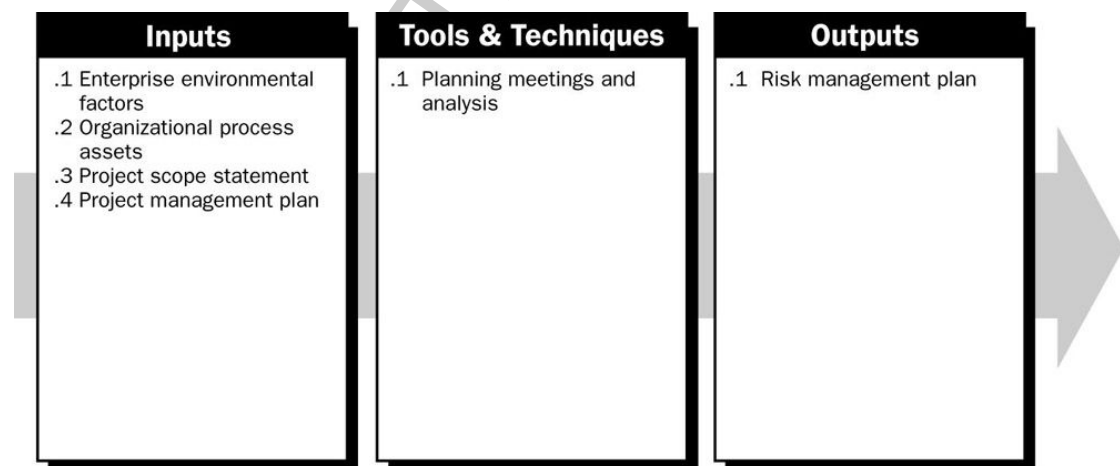 Inputs
.1 Enterprise environmental
factors
.2 Organizational process
assets
.3 Project scope statement
.4 Project management plan
Tools & Techniques
.1 Planning meetings and
analysis
Outputs
.1 Risk management plan